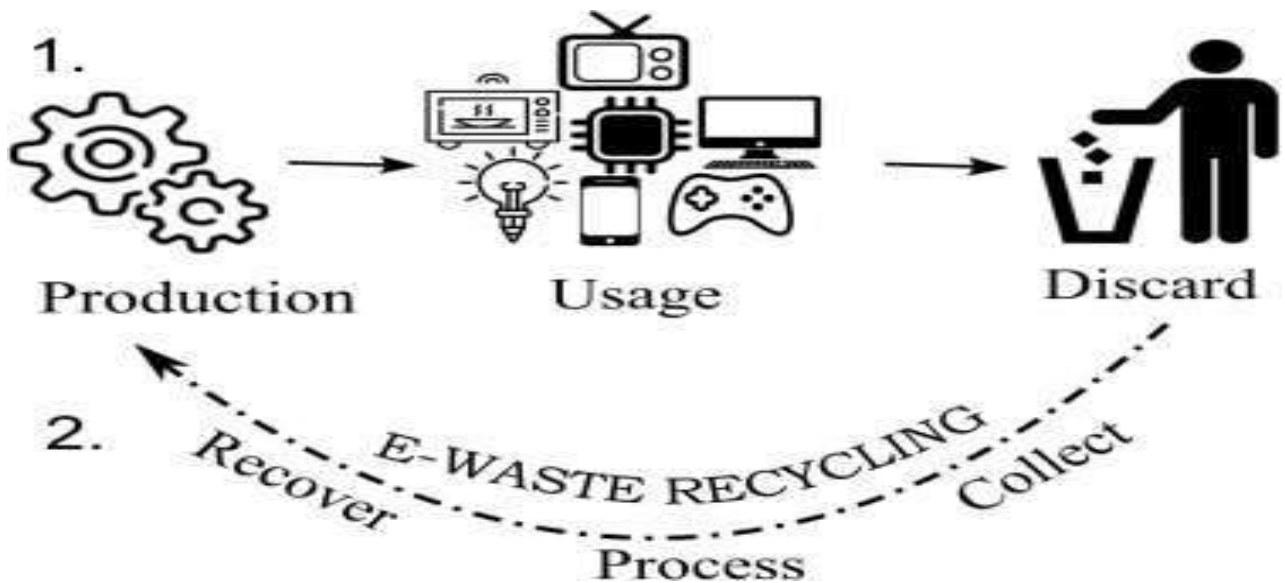 1.
Production
Usage
Discard
2.
E-WASTE RECYCLING
Recover
Process
Collect